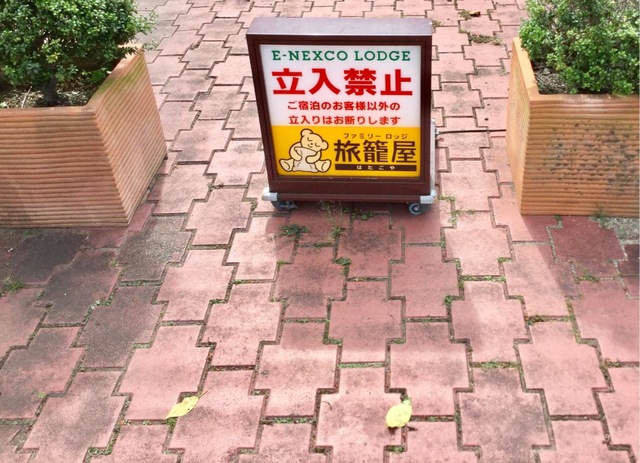 E-NEXCO LODGE
立入禁止
ご宿泊のお客様以外の
立入りはお断りします
ファミリーロッジ
旅籠屋
はたごや